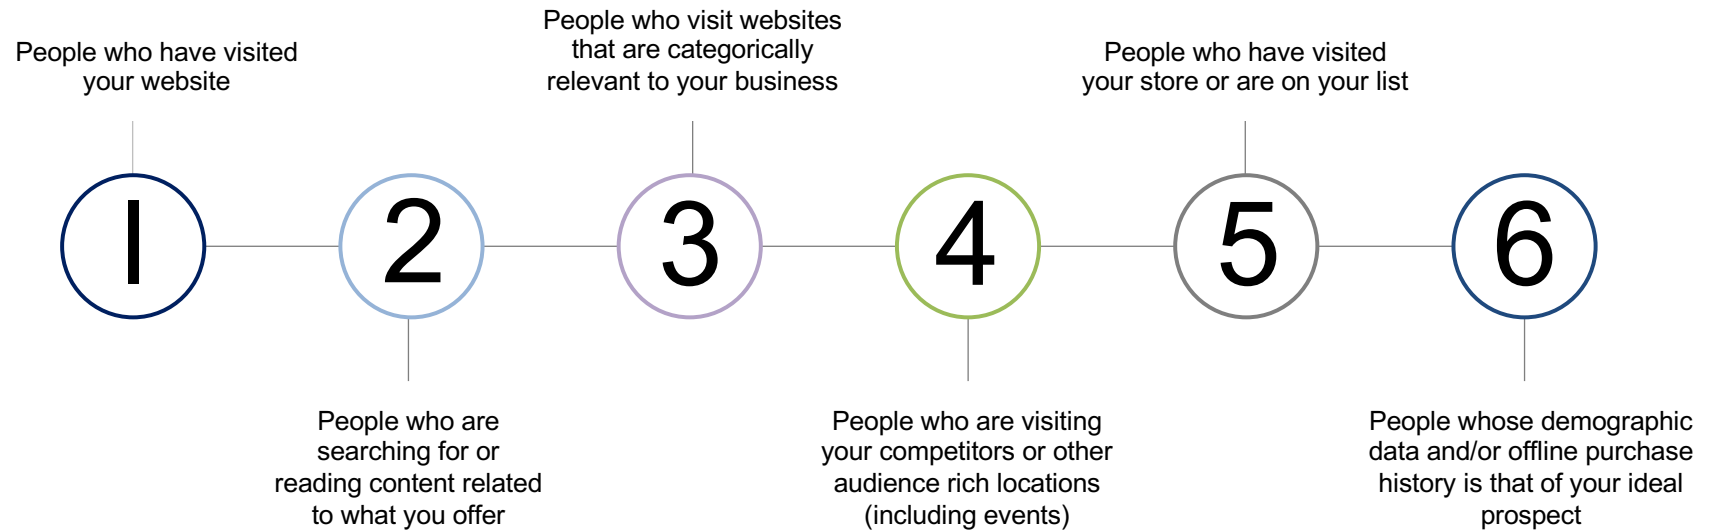 People who have visited
your website
People who visit websites
that are categorically
relevant to your business
People who have visited
your store or are on your list
1
2
3
4
5
6
People who are
searching for or
reading content related
to what you offer
People who are visiting
your competitors or other
audience rich locations
(including events)
People whose demographic
data and/or offline purchase
history is that of your ideal
prospect